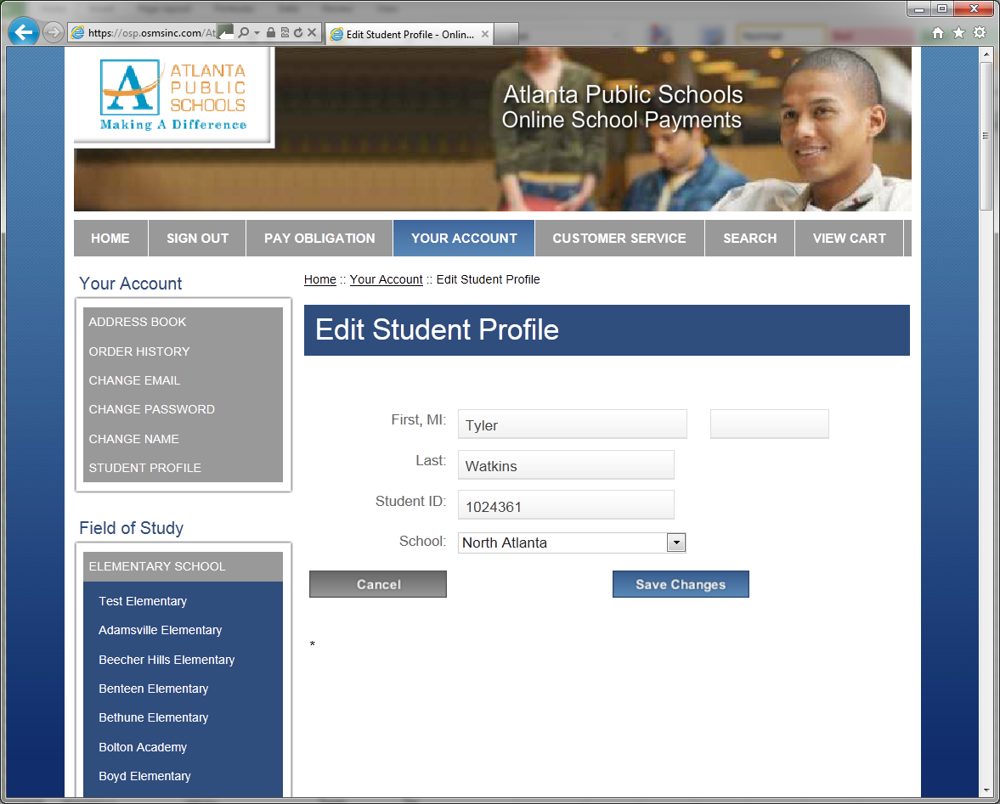 https://osp.osmsinc.com/At
Edit Student Profile - Onlin...
ATLANTA
PUBLIC
SCHOOLS
Making A Difference
Atlanta Public Schools
Online School Payments
HOME
SIGN OUT
PAY OBLIGATION
YOUR ACCOUNT
CUSTOMER SERVICE
SEARCH
VIEW CART
Your Account
ADDRESS BOOK
ORDER HISTORY
CHANGE EMAIL
CHANGE PASSWORD
CHANGE NAME
STUDENT PROFILE
Field of Study
ELEMENTARY SCHOOL
Test Elementary
Adamsville Elementary
Beecher Hills Elementary
Benteen Elementary
Bethune Elementary
Bolton Academy
Boyd Elementary
Home :: Your Account :: Edit Student Profile
Edit Student Profile
First, MI: Tyler
Last: Watkins
Student ID: 1024361
School: North Atlanta
Cancel
Save Changes
*